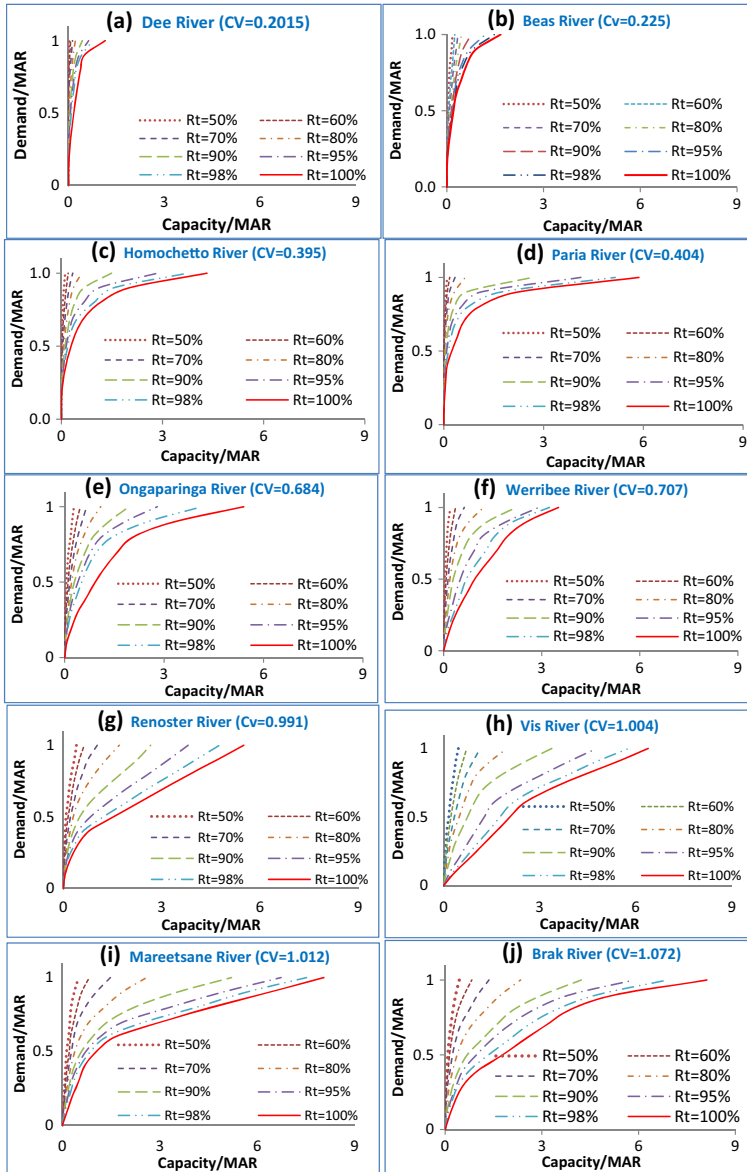 (a) Dee River (CV=0.2015)
Demand/MAR
1
0.5
0
Rt=50% Rt=60%
Rt=70% Rt=80%
Rt=90% Rt=95%
Rt=98% Rt=100%
0 3 6 9
Capacity/MAR
(b) Beas River (Cv=0.225)
Demand/MAR
1.0
0.5
0.0
Rt=50% Rt=60%
Rt=70% Rt=80%
Rt=90% Rt=95%
Rt=98% Rt=100%
0 3 6 9
Capacity/MAR
(c) Homochetto River (CV=0.395)
Demand/MAR
1.0
0.5
0.0
Rt=50% Rt=60%
Rt=70% Rt=80%
Rt=90% Rt=95%
Rt=98% Rt=100%
0 3 6 9
Capacity/MAR
(d) Paria River (CV=0.404)
Demand/MAR
1
0.5
0
Rt=50% Rt=60%
Rt=70% Rt=80%
Rt=90% Rt=95%
Rt=98% Rt=100%
0 3 6 9
Capacity/MAR
(e) Ongaparinga River (CV=0.684)
Demand/MAR
1
0.5
0
Rt=50% Rt=60%
Rt=70% Rt=80%
Rt=90% Rt=95%
Rt=98% Rt=100%
0 3 6 9
Capacity/MAR
(f) Werribee River (CV=0.707)
Demand/MAR
1
0.5
0
Rt=50% Rt=60%
Rt=70% Rt=80%
Rt=90% Rt=95%
Rt=98% Rt=100%
0 3 6 9
Capacity/MAR
(g) Renoster River (Cv=0.991)
Demand/MAR
1
0.5
0
Rt=50% Rt=60%
Rt=70% Rt=80%
Rt=90% Rt=95%
Rt=98% Rt=100%
0 3 6 9
Capacity/MAR
(h) Vis River (CV=1.004)
Demand/MAR
1
0.5
0
Rt=50% Rt=60%
Rt=70% Rt=80%
Rt=90% Rt=95%
Rt=98% Rt=100%
0 3 6 9
Capacity/MAR
(i) Mareetsane River (CV=1.012)
Demand/MAR
1
0.5
0
Rt=50% Rt=60%
Rt=70% Rt=80%
Rt=90% Rt=95%
Rt=98% Rt=100%
0 3 6 9
Capacity/MAR
(j) Brak River (CV=1.072)
Demand/MAR
1
0.5
0
Rt=50% Rt=60%
Rt=70% Rt=80%
Rt=90% Rt=95%
Rt=98% Rt=100%
0 3 6 9
Capacity/MAR